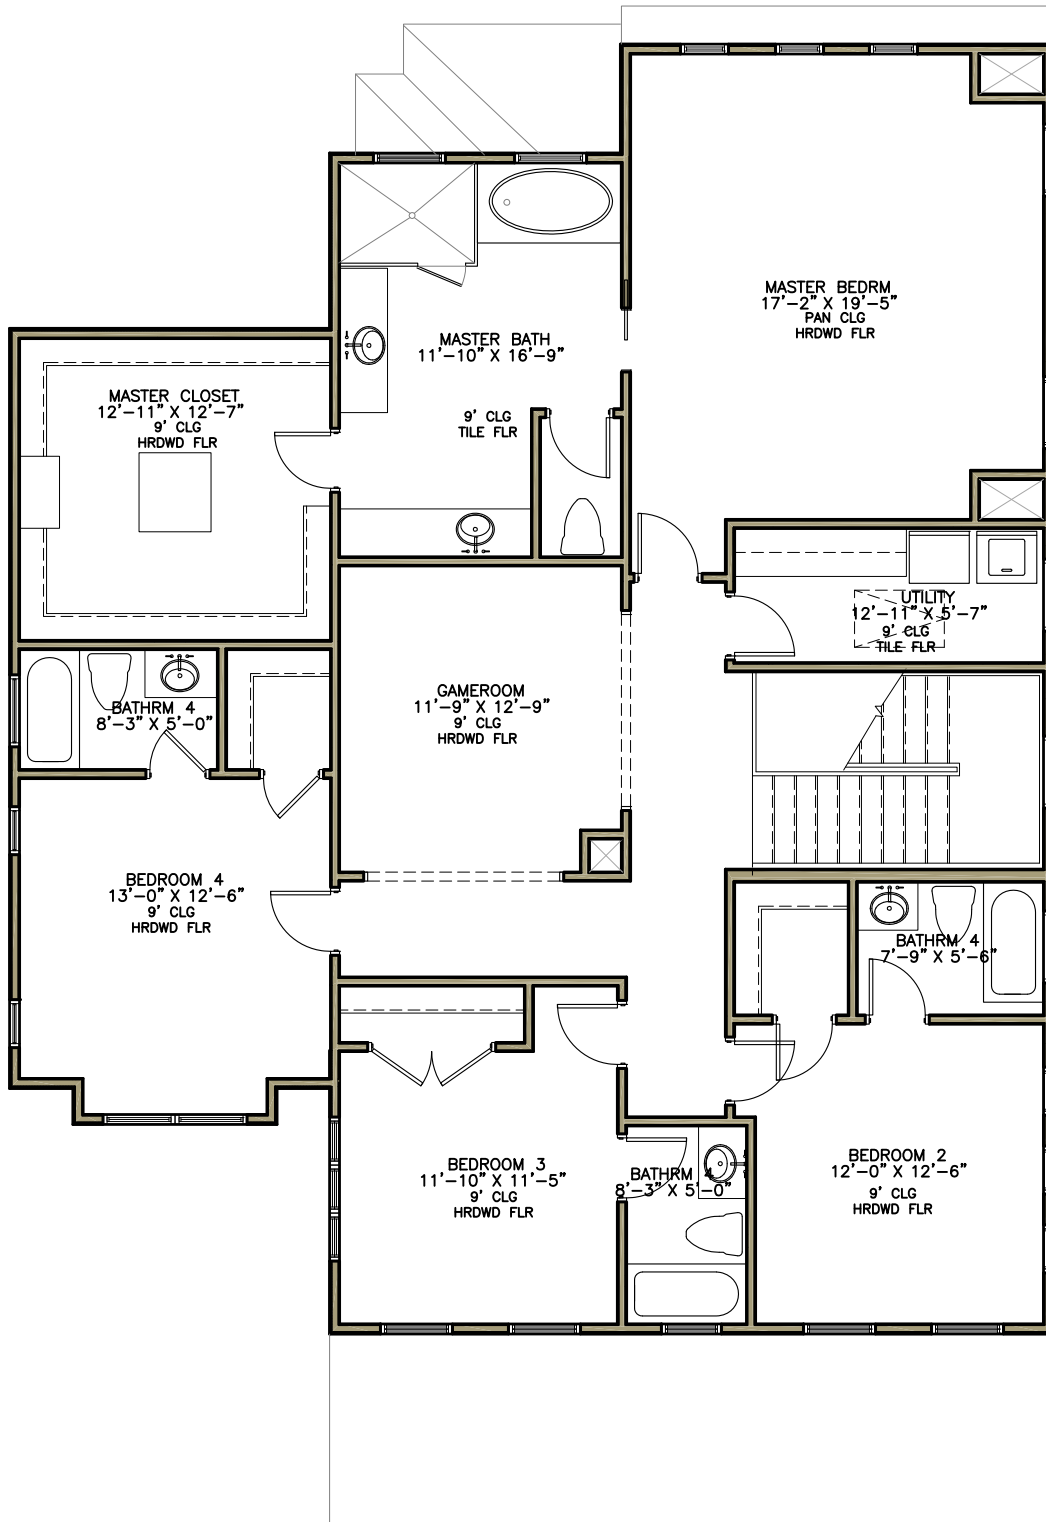 MASTER BEDRM
17'-2" X 19'-5"
PAN CLG
HRDWD FLR
MASTER BATH
11'-10" X 16'-9"
9' CLG
TILE FLR
MASTER CLOSET
12'-11" X 12'-7"
9' CLG
HRDWD FLR
UTILITY
12'-11" X 5'-7"
9' CLG
TILE FLR
GAMEROOM
11'-9" X 12'-9"
9' CLG
HRDWD FLR
BATHRM 4
8'-3" X 5'-0"
BEDROOM 4
13'-0" X 12'-6"
9' CLG
HRDWD FLR
BATHRM 4
7'-9" X 5'-6"
BEDROOM 3
11'-10" X 11'-5"
9' CLG
HRDWD FLR
BATHRM 4
8'-3" X 5'-0"
BEDROOM 2
12'-0" X 12'-6"
9' CLG
HRDWD FLR